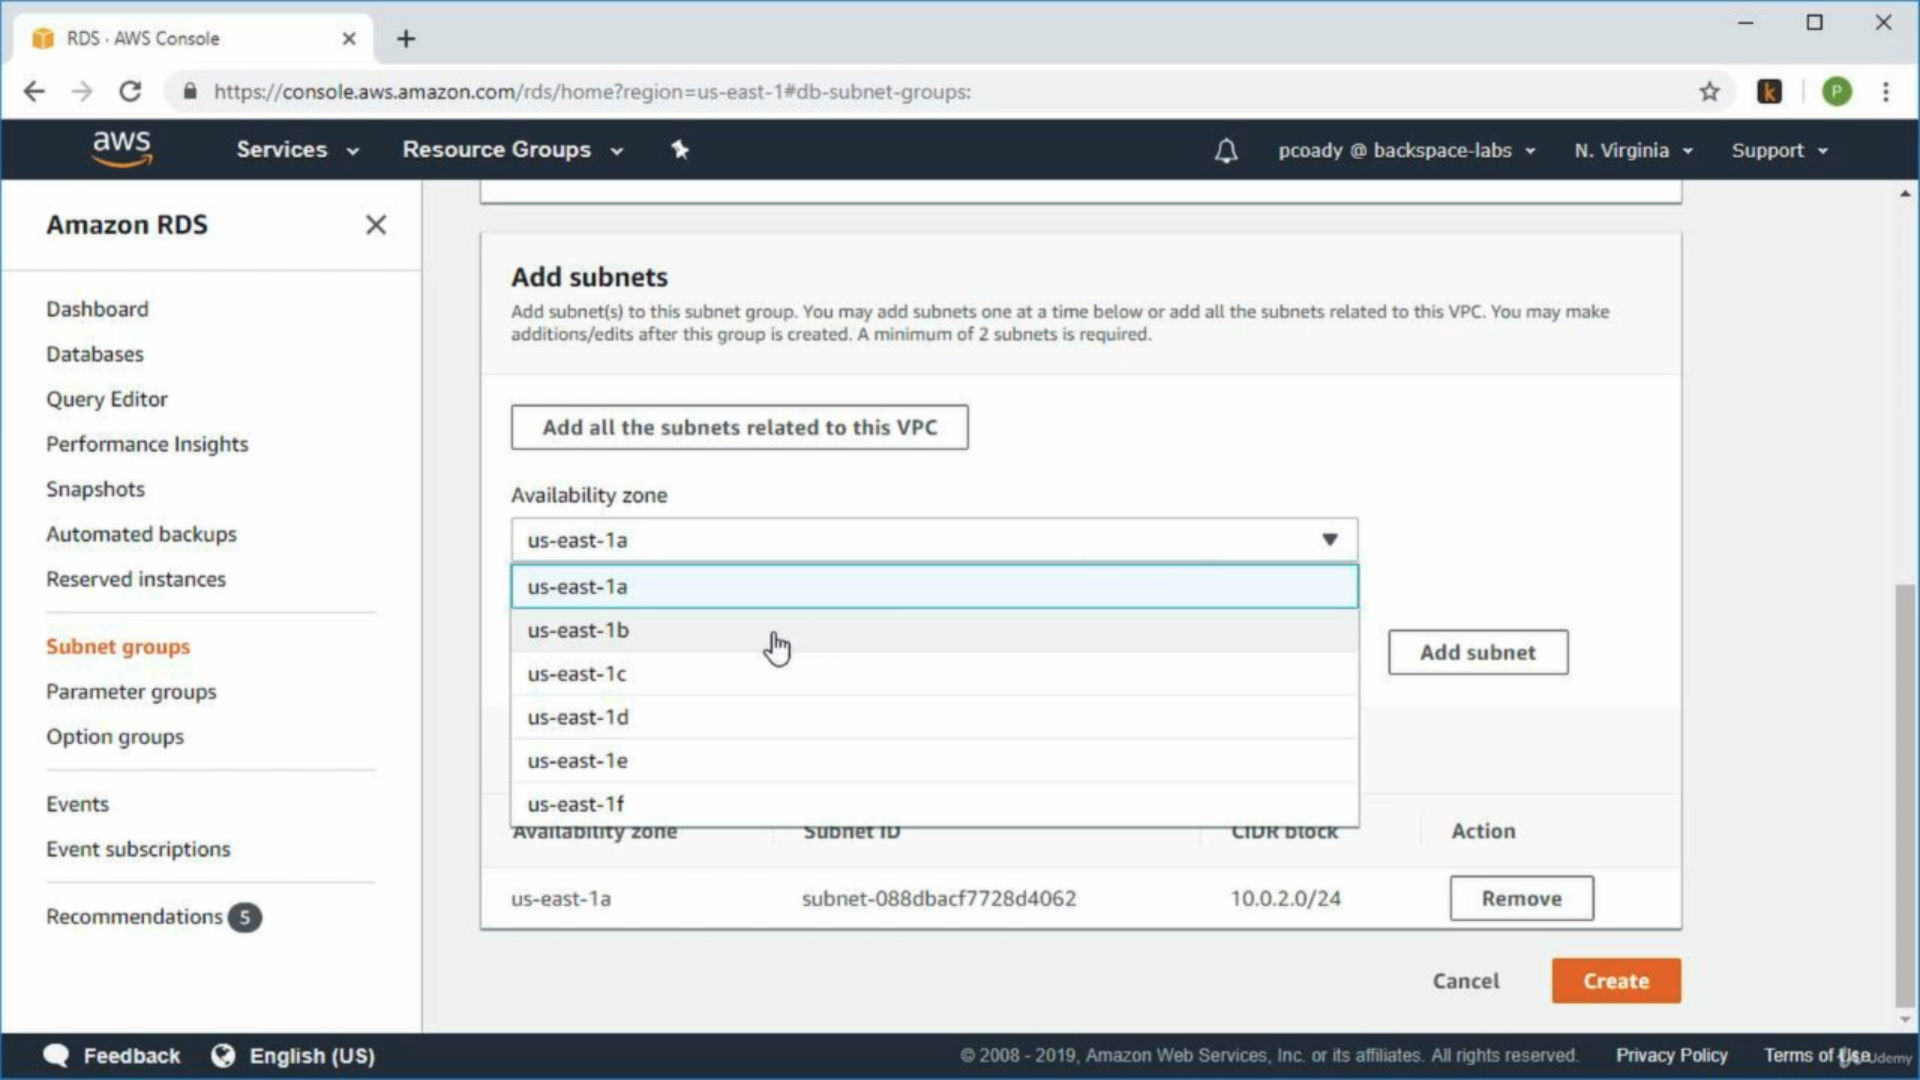 RDS · AWS Console
https://console.aws.amazon.com/rds/home?region=us-east-1#db-subnet-groups:
k
P
aws
Services
Resource Groups
pcoady @ backspace-labs
N. Virginia
Support
Amazon RDS
Dashboard
Databases
Query Editor
Performance Insights
Snapshots
Automated backups
Reserved instances
Subnet groups
Parameter groups
Option groups
Events
Event subscriptions
Recommendations 5
Add subnets
Add subnet(s) to this subnet group. You may add subnets one at a time below or add all the subnets related to this VPC. You may make
additions/edits after this group is created. A minimum of 2 subnets is required.
Add all the subnets related to this VPC
Availability zone
us-east-1a
us-east-1a
us-east-1b
us-east-1c
us-east-1d
us-east-1e
us-east-1f
Add subnet
Availability zone Subnet ID CIDR block Action
us-east-1a subnet-088dbacf7728d4062 10.0.2.0/24 Remove
Cancel
Create
Feedback
English (US)
© 2008 - 2019, Amazon Web Services, Inc. or its affiliates. All rights reserved.
Privacy Policy
Terms of Use
Udemy